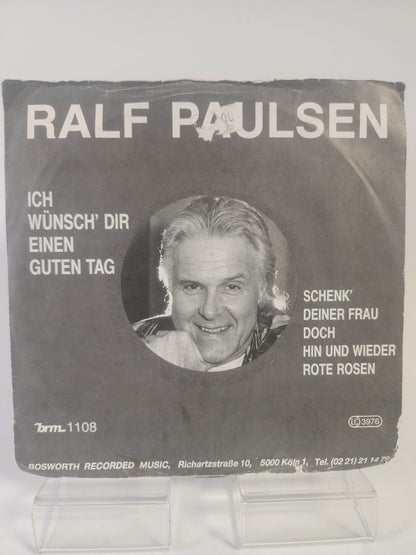 RALF PAULSEN
ICH
WÜNSCH' DIR
EINEN
GUTEN TAG
SCHENK'
DEINER FRAU
DOCH
HIN UND WIEDER
ROTE ROSEN
brm 1108
LC 3976
BOSWORTH RECORDED MUSIC, Richartzstraße 10, 5000 Köln 1, Tel. (02 21) 21 14 79